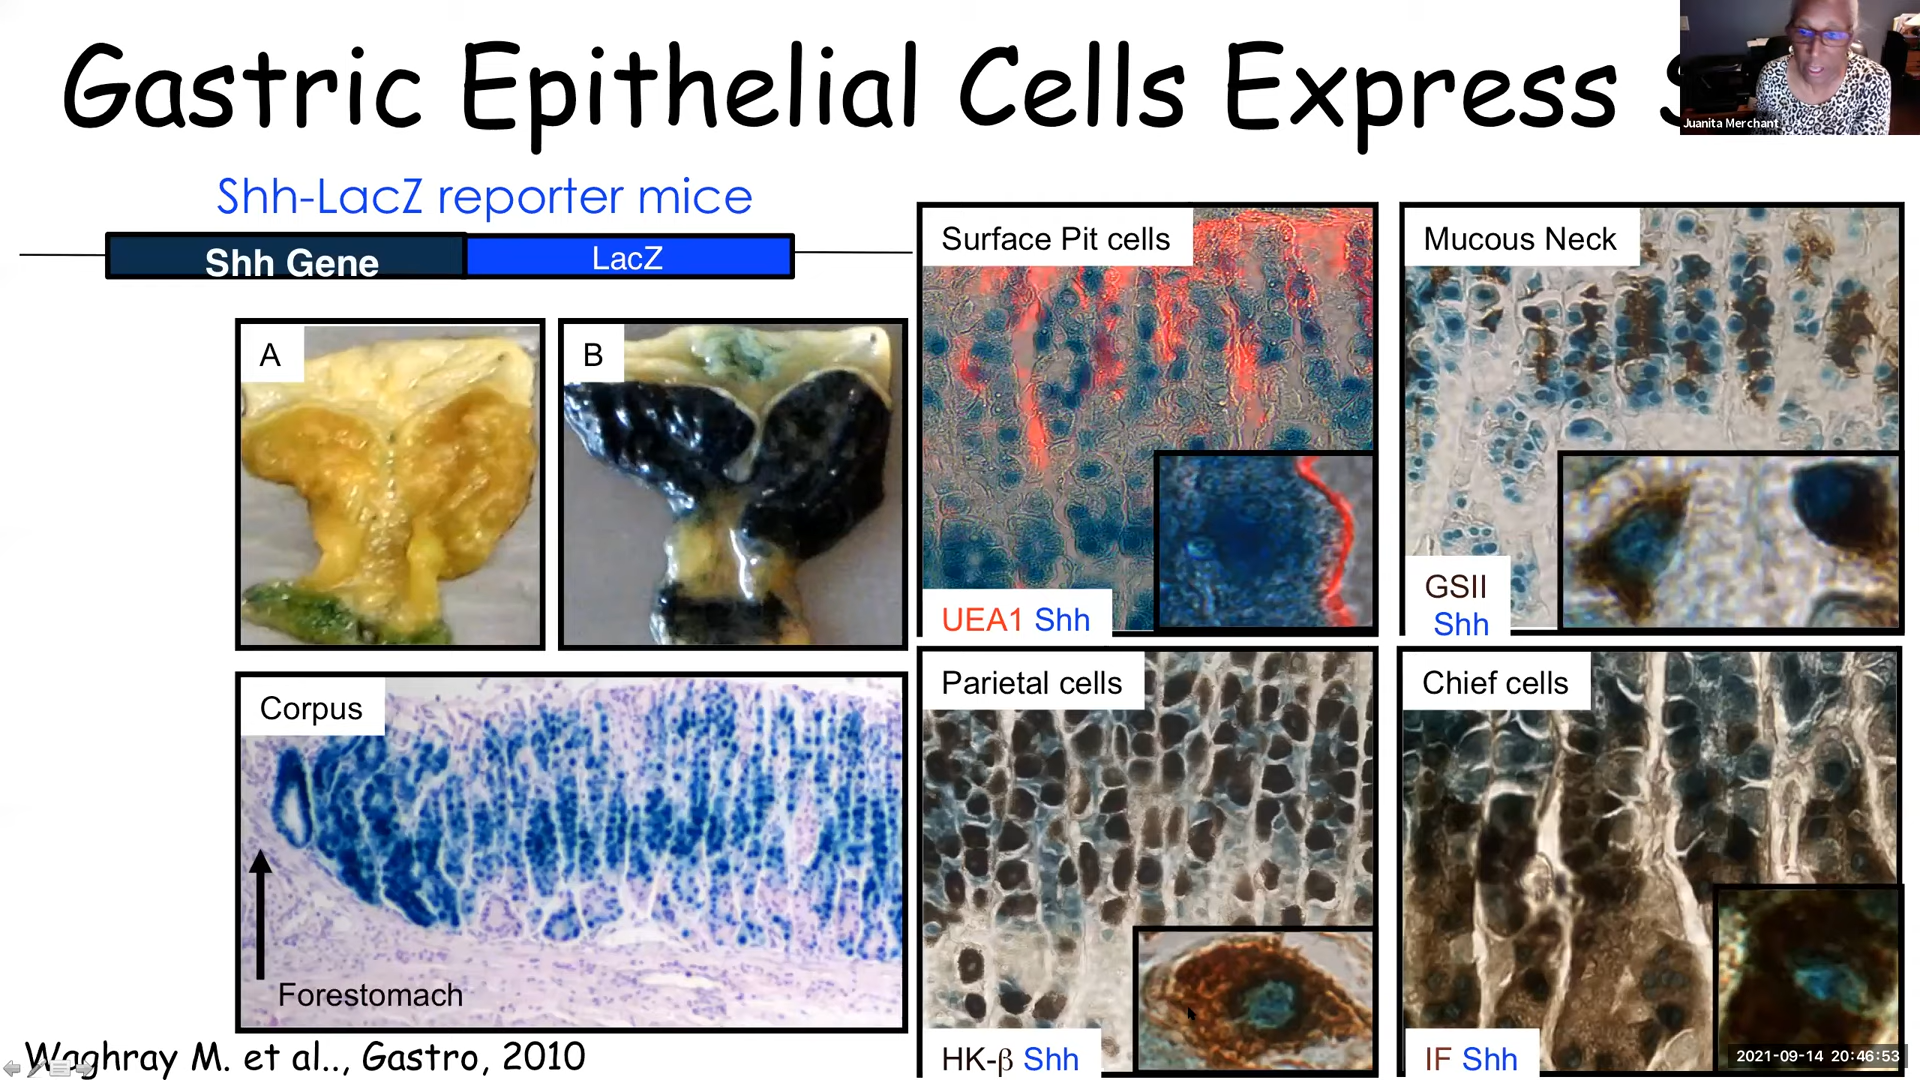 Gastric Epithelial Cells Express
Juanita Merchant
Shh-LacZ reporter mice
Shh Gene LacZ
A
B
Corpus
Forestomach
Surface Pit cells
UEA1 Shh
Mucous Neck
GSII
Shh
Parietal cells
HK-β Shh
Chief cells
IF Shh
Waghray M. et al.., Gastro, 2010
2021-09-14 20:46:53